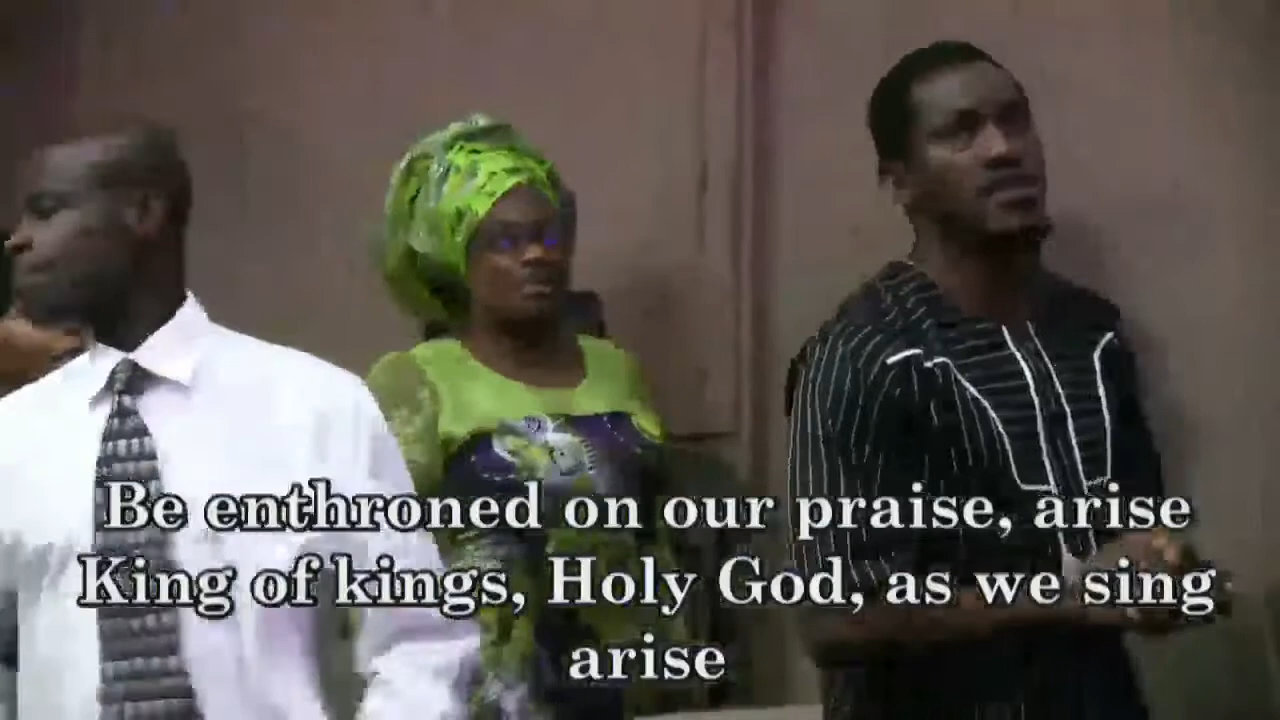 Be enthroned on our praise, arise
King of kings, Holy God, as we sing
arise